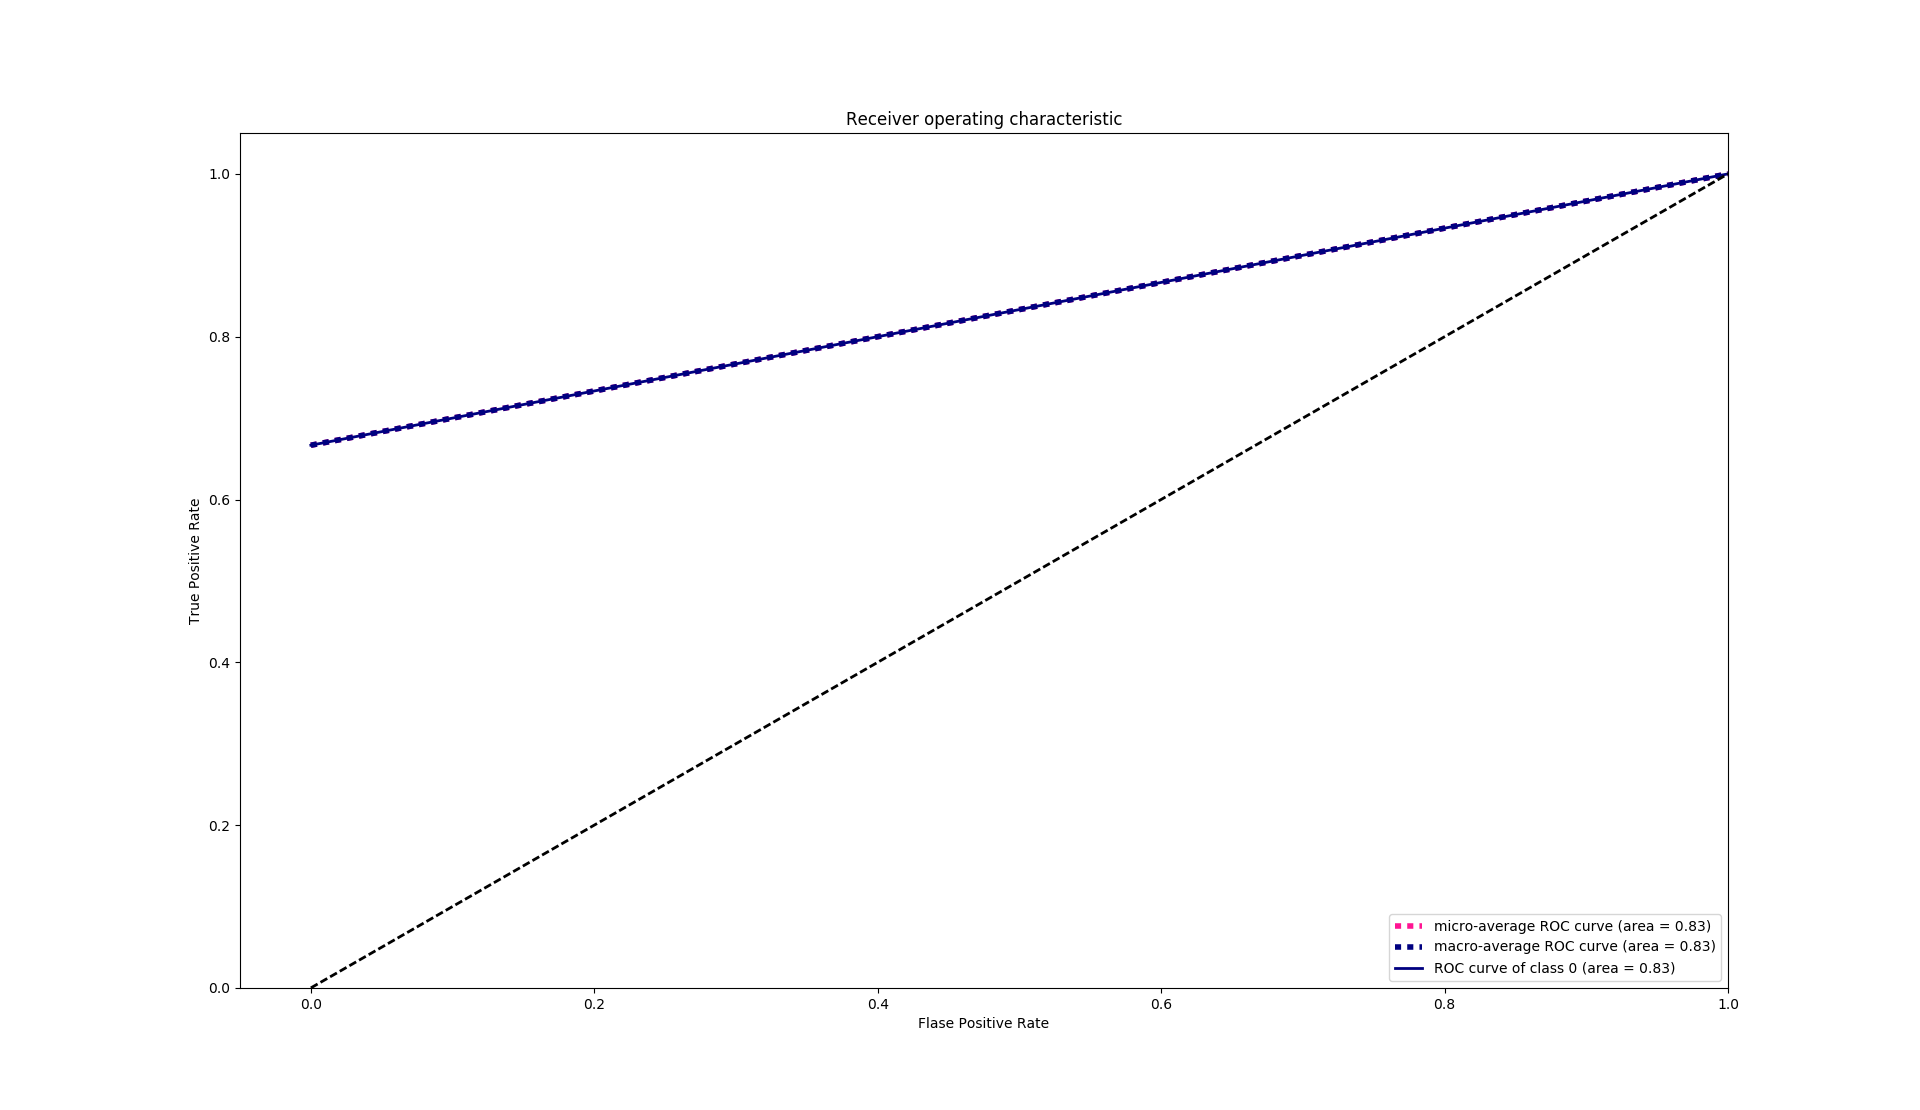 Receiver operating characteristic
1.0
0.8
0.6
0.4
0.2
0.0
True Positive Rate
0.0 0.2 0.4 0.6 0.8 1.0
Flase Positive Rate
micro-average ROC curve (area = 0.83)
macro-average ROC curve (area = 0.83)
ROC curve of class 0 (area = 0.83)